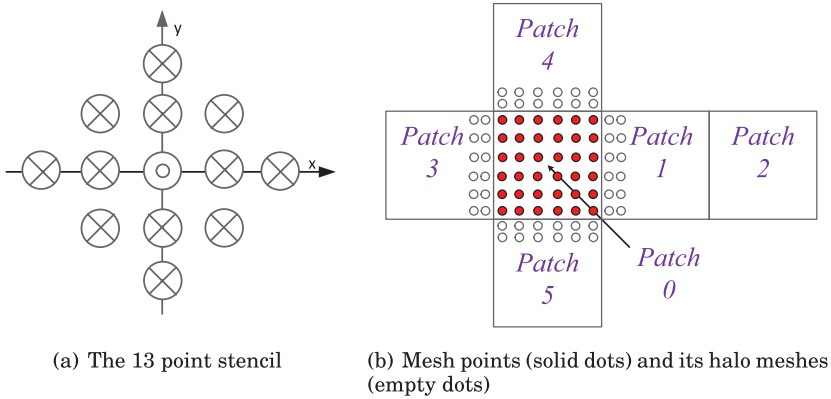 y
x
(a) The 13 point stencil
Patch
4
Patch
3
Patch
1
Patch
2
Patch
5
Patch
0
(b) Mesh points (solid dots) and its halo meshes
(empty dots)